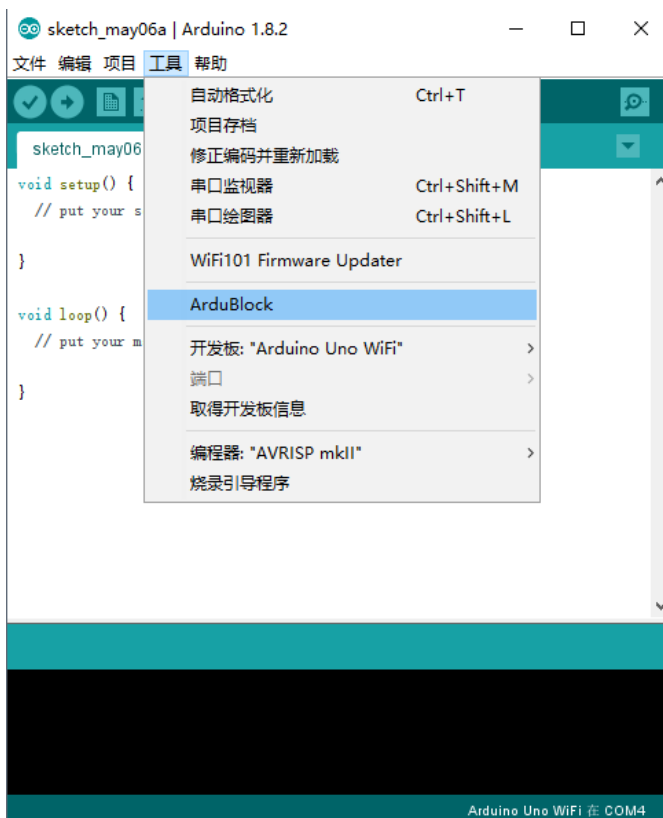 sketch_may06a | Arduino 1.8.2
文件 编辑 项目 工具 帮助
自动格式化 Ctrl+T
项目存档
sketch_may06
修正编码并重新加载
void setup() {
串口监视器 Ctrl+Shift+M
// put your s
串口绘图器 Ctrl+Shift+L
}
WiFi101 Firmware Updater
ArduBlock
void loop() {
// put your m
开发板: "Arduino Uno WiFi"
端口
}
取得开发板信息
编程器: "AVRISP mkII"
烧录引导程序
Arduino Uno WiFi 在 COM4